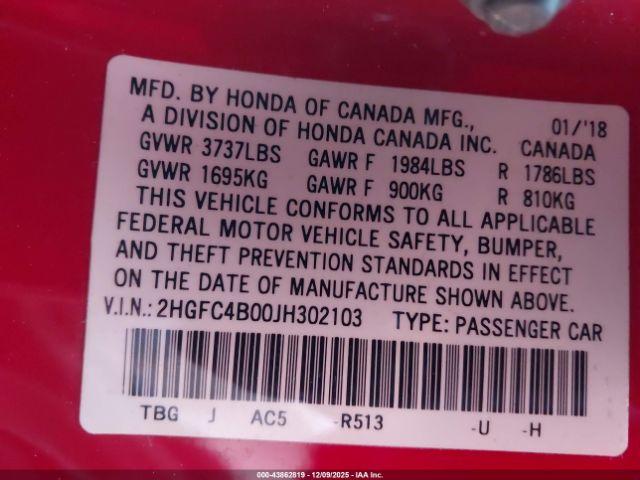 MFD. BY HONDA OF CANADA MFG., 01/'18
A DIVISION OF HONDA CANADA INC. CANADA
GVWR 3737LBS GAWR F 1984LBS R 1786LBS
GVWR 1695KG GAWR F 900KG R 810KG
THIS VEHICLE CONFORMS TO ALL APPLICABLE
FEDERAL MOTOR VEHICLE SAFETY, BUMPER,
AND THEFT PREVENTION STANDARDS IN EFFECT
ON THE DATE OF MANUFACTURE SHOWN ABOVE.
V.I.N.: 2HGFC4B00JH302103 TYPE: PASSENGER CAR
TBG J AC5 -R513 -U -H
000-43862819 | 12/09/2025 - IAA Inc.